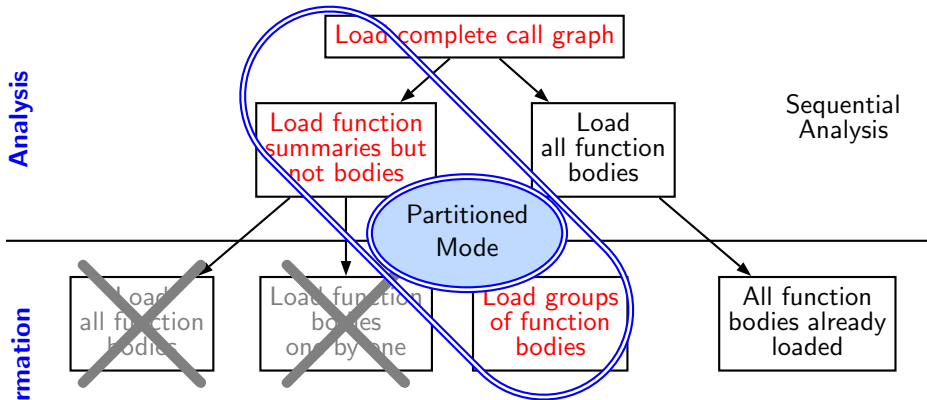 Load complete call graph
Analysis
Load function
summaries but
not bodies
Load
all function
bodies
Sequential
Analysis
Partitioned
Mode
rmation
Load
all function
bodies
Load function
bodies
one by one
Load groups
of function
bodies
All function
bodies already
loaded